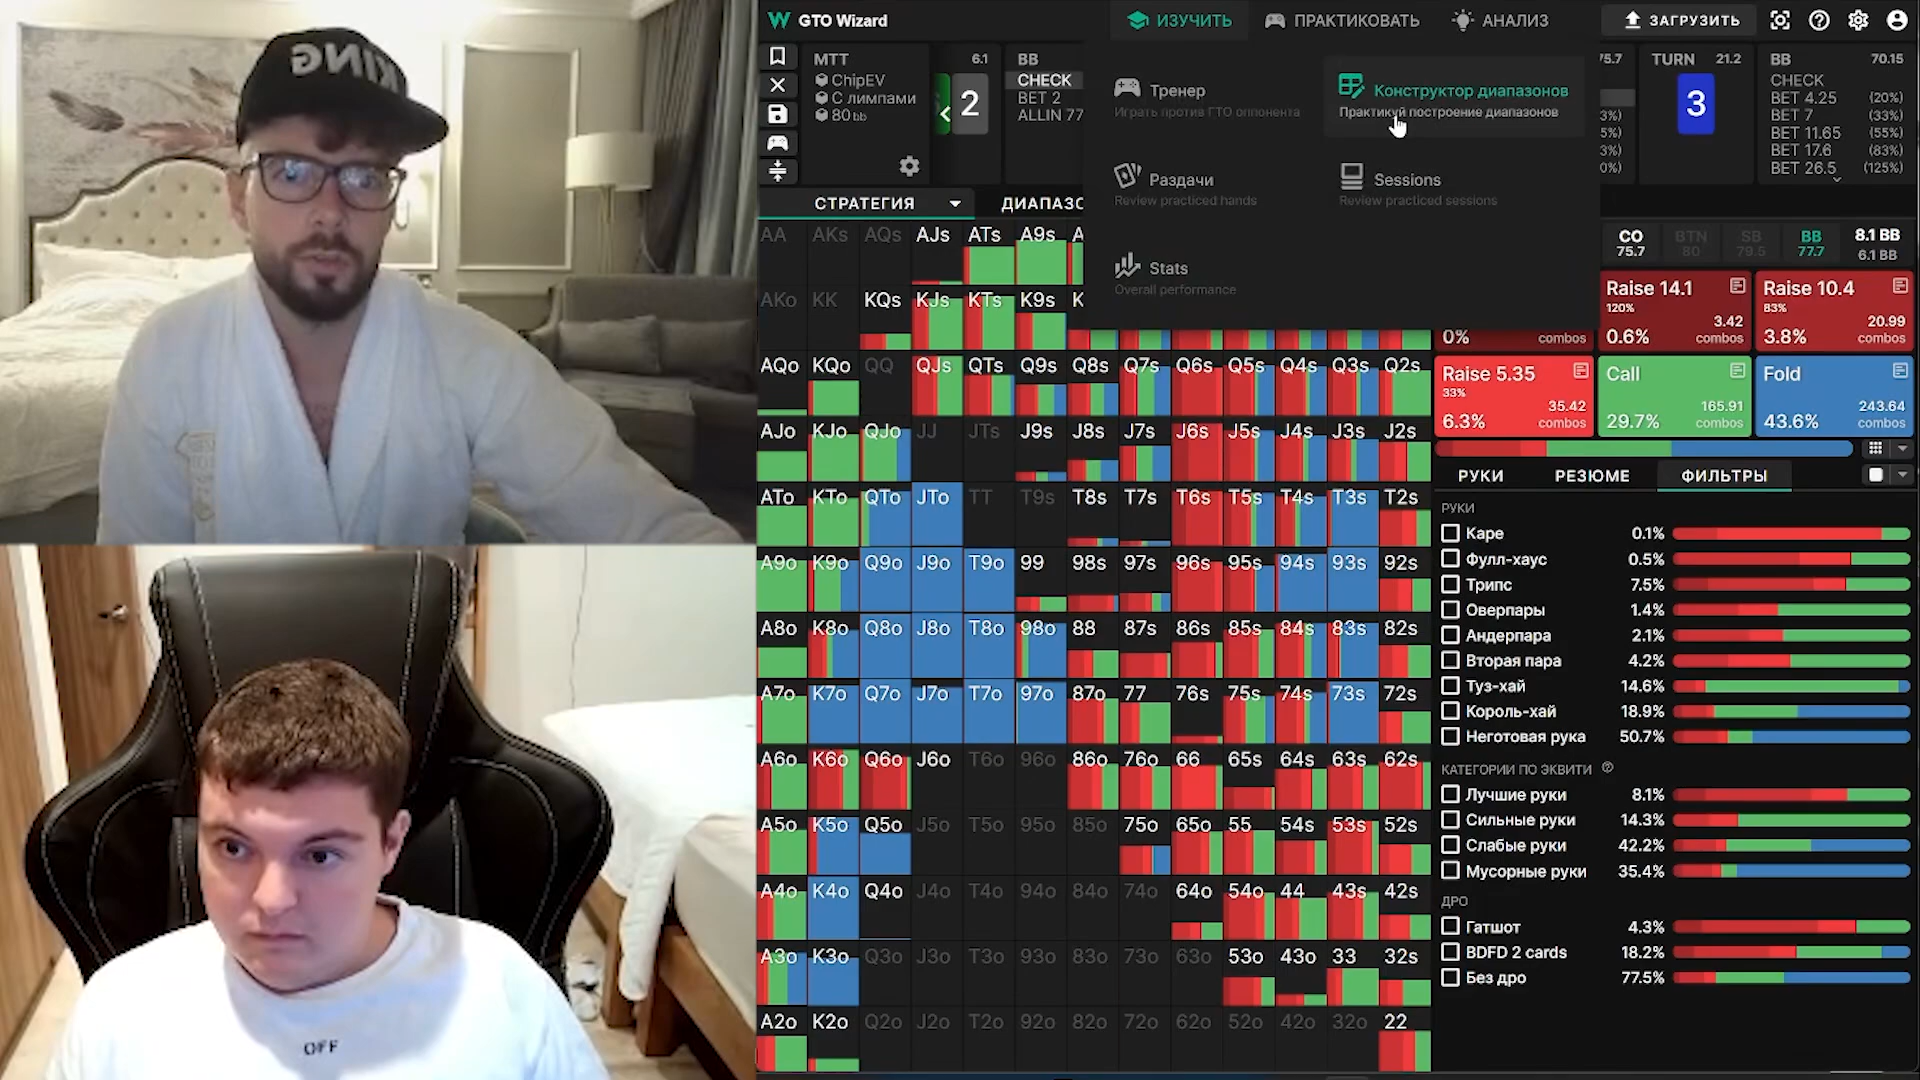 KING
OFF
GTO Wizard
ИЗУЧИТЬ
ПРАКТИКОВАТЬ
АНАЛИЗ
ЗАГРУЗИТЬ
MTT 6.1
ChipEV
С лимпами
80bb
2
BB
CHECK
BET 2
ALLIN 77
Тренер
Играть против ГТО оппонента
Конструктор диапазонов
Практикуй построение диапазонов
Раздачи
Review practiced hands
Sessions
Review practiced sessions
Stats
Overall performance
75.7
3%)
5%)
3%)
0%)
TURN 21.2
3
BB 70.15
CHECK
BET 4.25 (20%)
BET 7 (33%)
BET 11.65 (55%)
BET 17.6 (83%)
BET 26.5 (125%)
СТРАТЕГИЯ
ДИАПАЗО
CO
75.7
BTN
80
SB
79.5
BB
77.7
8.1 BB
6.1 BB
AA AKs AQs AJs ATs A9s A
AKo KK KQs KJs KTs K9s K
AQo KQo QQ QJs QTs Q9s Q8s Q7s Q6s Q5s Q4s Q3s Q2s
AJo KJo QJo JJ JTs J9s J8s J7s J6s J5s J4s J3s J2s
ATo KTo QTo JTo TT T9s T8s T7s T6s T5s T4s T3s T2s
A9o K9o Q9o J9o T9o 99 98s 97s 96s 95s 94s 93s 92s
A8o K8o Q8o J8o T8o 98o 88 87s 86s 85s 84s 83s 82s
A7o K7o Q7o J7o T7o 97o 87o 77 76s 75s 74s 73s 72s
A6o K6o Q6o J6o T6o 96o 86o 76o 66 65s 64s 63s 62s
A5o K5o Q5o J5o T5o 95o 85o 75o 65o 55 54s 53s 52s
A4o K4o Q4o J4o T4o 94o 84o 74o 64o 54o 44 43s 42s
A3o K3o Q3o J3o T3o 93o 83o 73o 63o 53o 43o 33 32s
A2o K2o Q2o J2o T2o 92o 82o 72o 62o 52o 42o 32o 22
0% combos
Raise 14.1
120%
3.42
0.6% combos
Raise 10.4
83%
20.99
3.8% combos
Raise 5.35
33%
35.42
6.3% combos
Call
165.91
29.7% combos
Fold
243.64
43.6% combos
РУКИ
РЕЗЮМЕ
ФИЛЬТРЫ
РУКИ
Каре 0.1%
Фулл-хаус 0.5%
Трипс 7.5%
Оверпары 1.4%
Андерпара 2.1%
Вторая пара 4.2%
Туз-хай 14.6%
Король-хай 18.9%
Неготовая рука 50.7%
КАТЕГОРИИ ПО ЭКВИТИ
Лучшие руки 8.1%
Сильные руки 14.3%
Слабые руки 42.2%
Мусорные руки 35.4%
ДРО
Гатшот 4.3%
BDFD 2 cards 18.2%
Без дро 77.5%